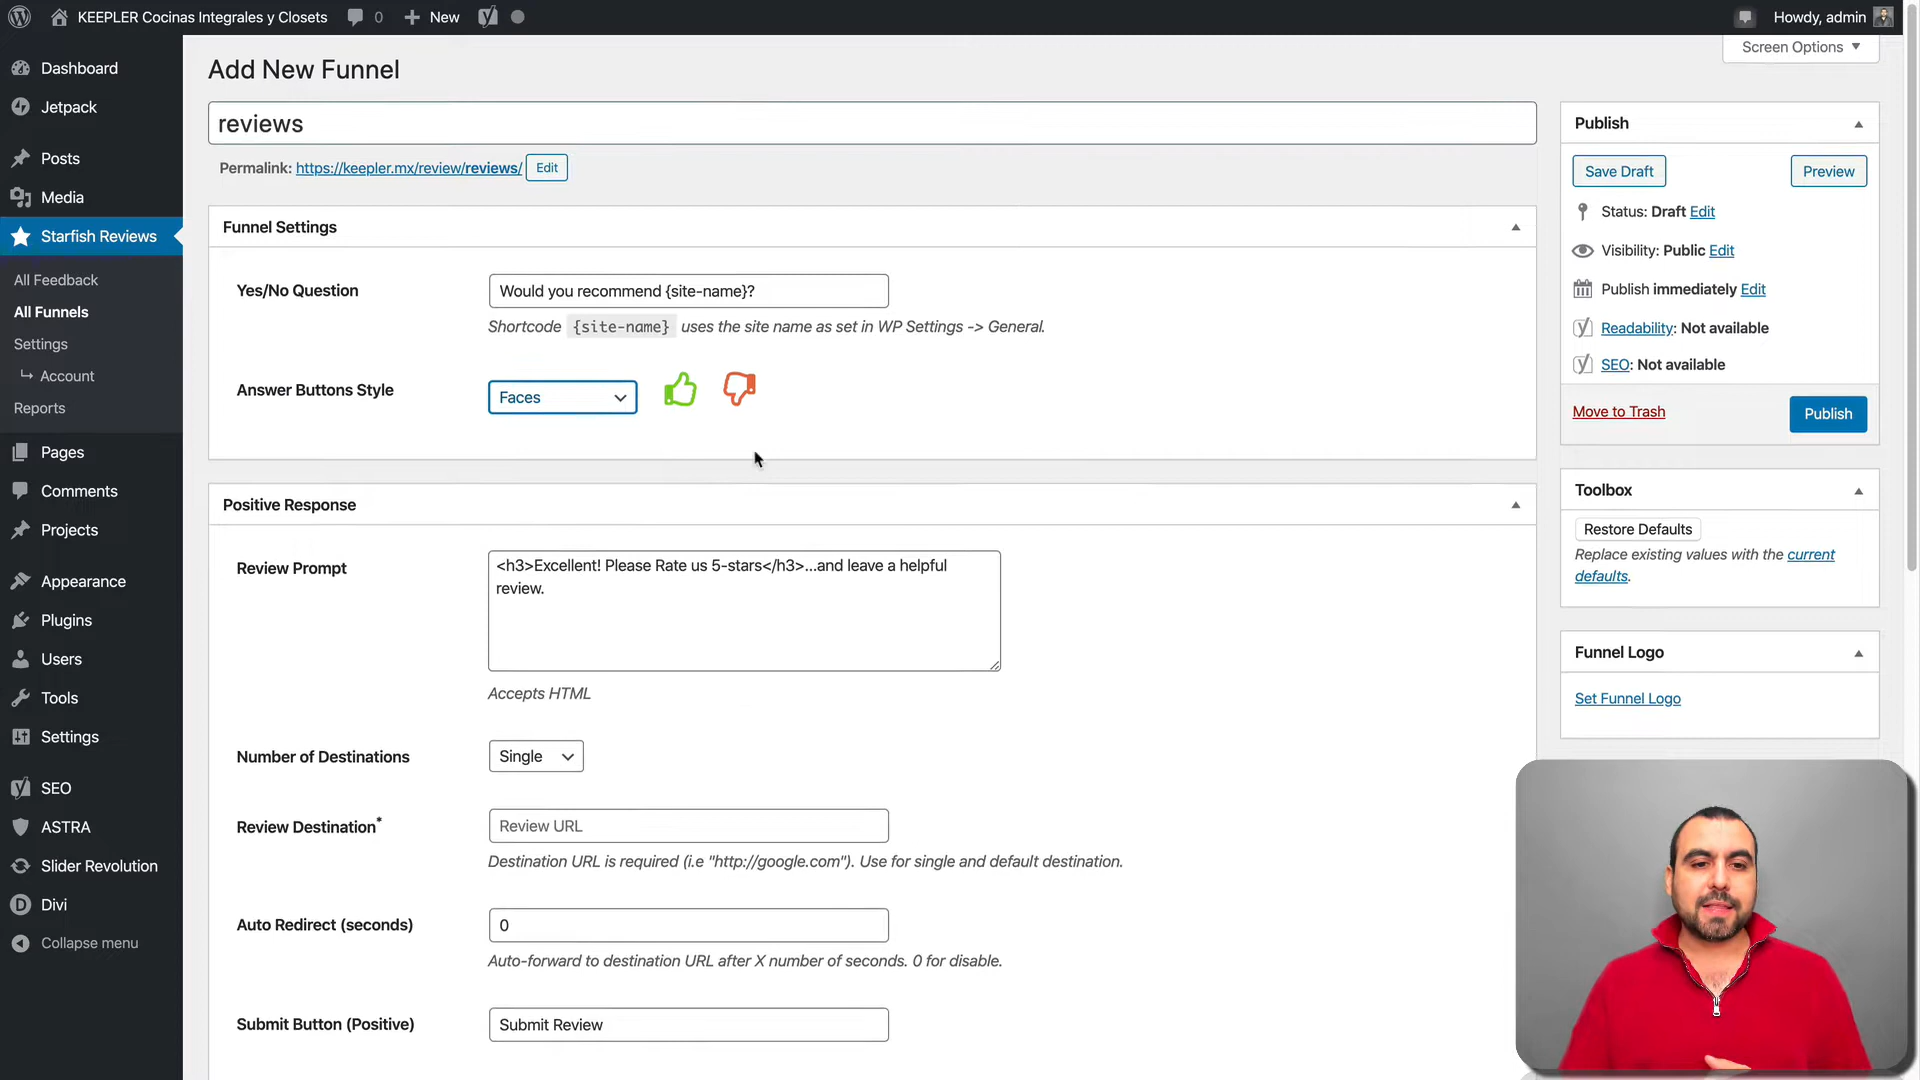 KEEPLER Cocinas Integrales y Closets
0
New
Howdy, admin
Screen Options
Dashboard
Jetpack
Posts
Media
Starfish Reviews
All Feedback
All Funnels
Settings
Account
Reports
Pages
Comments
Projects
Appearance
Plugins
Users
Tools
Settings
SEO
ASTRA
Slider Revolution
Divi
Collapse menu
Add New Funnel
reviews
Permalink: https://keepler.mx/review/reviews/ Edit
Funnel Settings
Yes/No Question
Would you recommend {site-name}?
Shortcode {site-name} uses the site name as set in WP Settings -> General.
Answer Buttons Style
Faces
Positive Response
Review Prompt
<h3>Excellent! Please Rate us 5-stars</h3>...and leave a helpful
review.
Accepts HTML
Number of Destinations
Single
Review Destination*
Review URL
Destination URL is required (i.e "http://google.com"). Use for single and default destination.
Auto Redirect (seconds)
0
Auto-forward to destination URL after X number of seconds. 0 for disable.
Submit Button (Positive)
Submit Review
Publish
Save Draft
Preview
Status: Draft Edit
Visibility: Public Edit
Publish immediately Edit
Readability: Not available
SEO: Not available
Move to Trash
Publish
Toolbox
Restore Defaults
Replace existing values with the current
defaults.
Funnel Logo
Set Funnel Logo